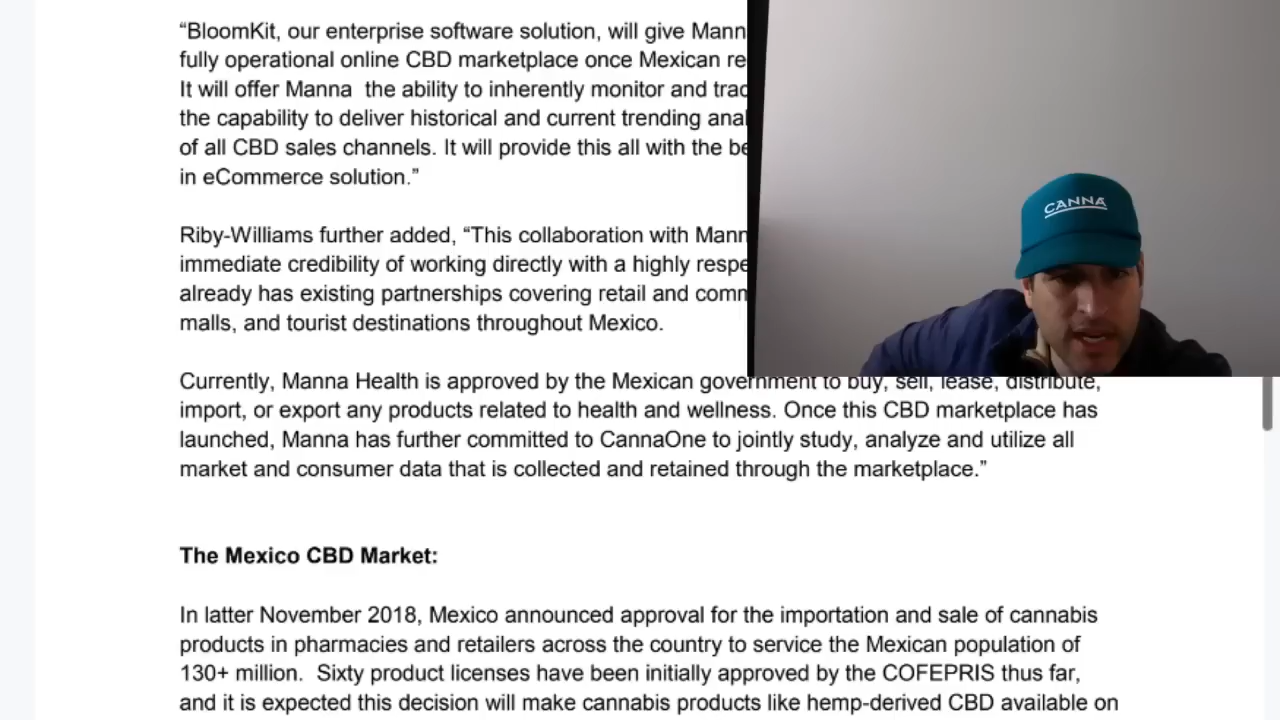 “BloomKit, our enterprise software solution, will give
fully operational online CBD marketplace once Mexican
It will offer Manna the ability to inherently monitor and
the capability to deliver historical and current trending
of all CBD sales channels. It will provide this all with the
in eCommerce solution.”
Riby-Williams further added, “This collaboration with
immediate credibility of working directly with a highly
already has existing partnerships covering retail and
malls, and tourist destinations throughout Mexico.
Currently, Manna Health is approved by the Mexican government to buy, sell, lease, distribute,
import, or export any products related to health and wellness. Once this CBD marketplace has
launched, Manna has further committed to CannaOne to jointly study, analyze and utilize all
market and consumer data that is collected and retained through the marketplace.”
The Mexico CBD Market:
In latter November 2018, Mexico announced approval for the importation and sale of cannabis
products in pharmacies and retailers across the country to service the Mexican population of
130+ million. Sixty product licenses have been initially approved by the COFEPRIS thus far,
and it is expected this decision will make cannabis products like hemp-derived CBD available on
CANNA